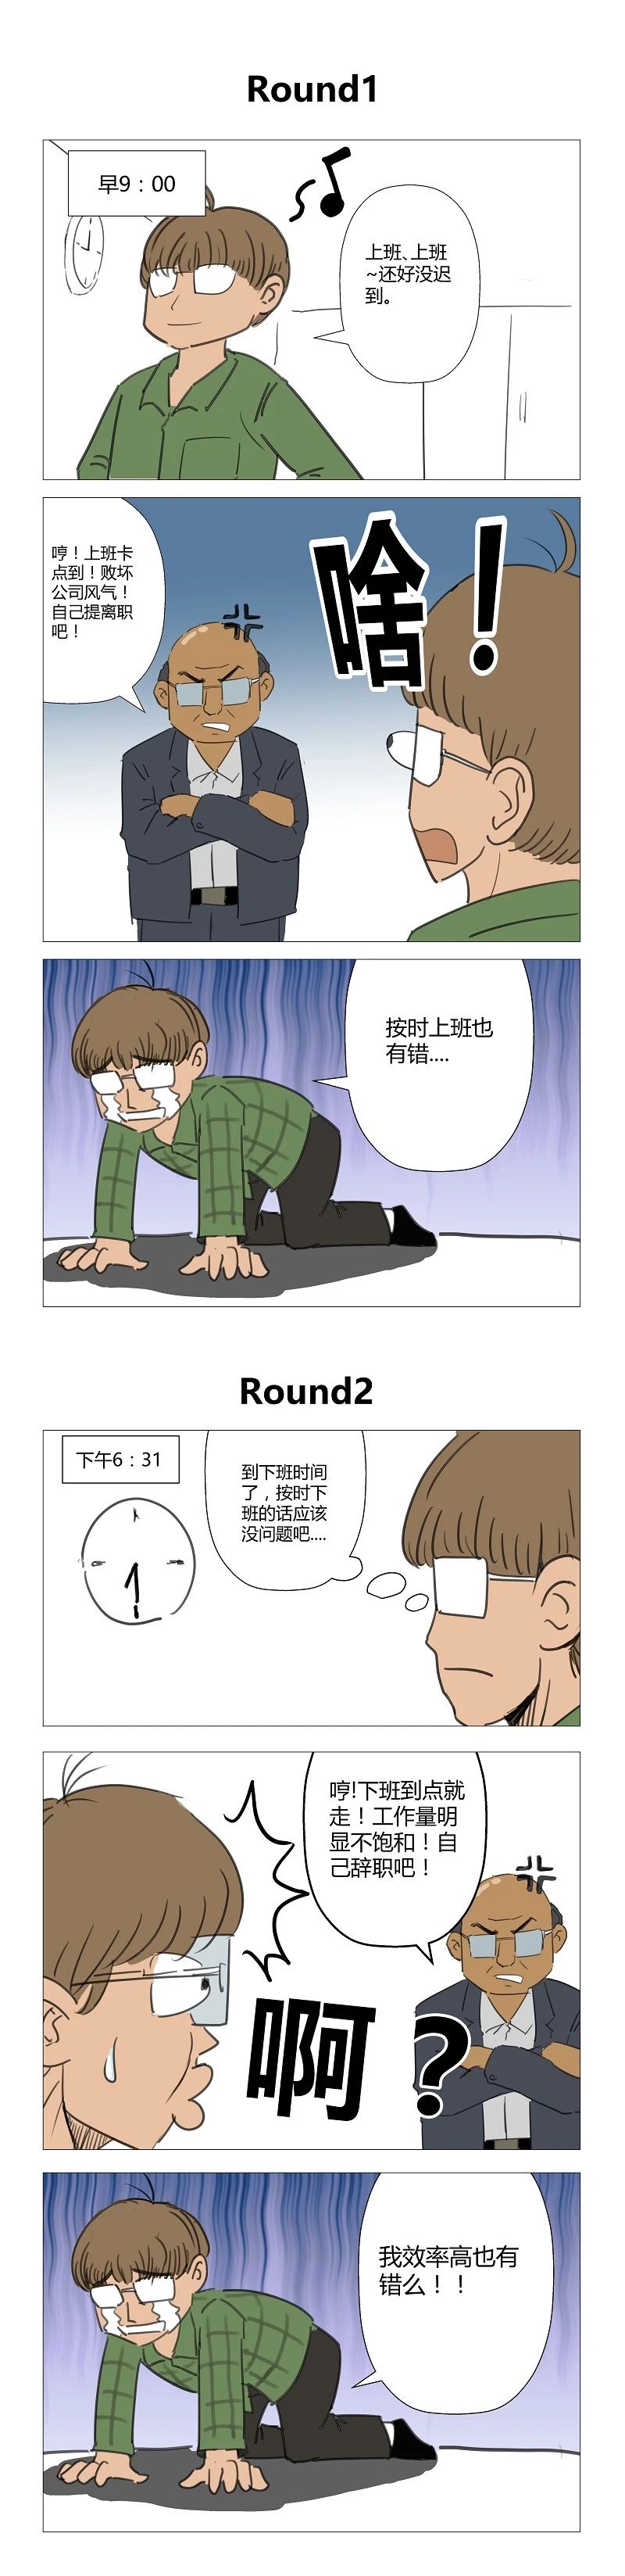 Round1
早9：00
上班、上班
~还好没迟
到。
哼！上班卡
点到！败坏
公司风气！
自己提离职
吧！
啥！
按时上班也
有错....
Round2
下午6：31
到下班时间
了，按时下
班的话应该
没问题吧....
哼!下班到点就
走！工作量明
显不饱和！自
己辞职吧！
啊？
我效率高也有
错么！！